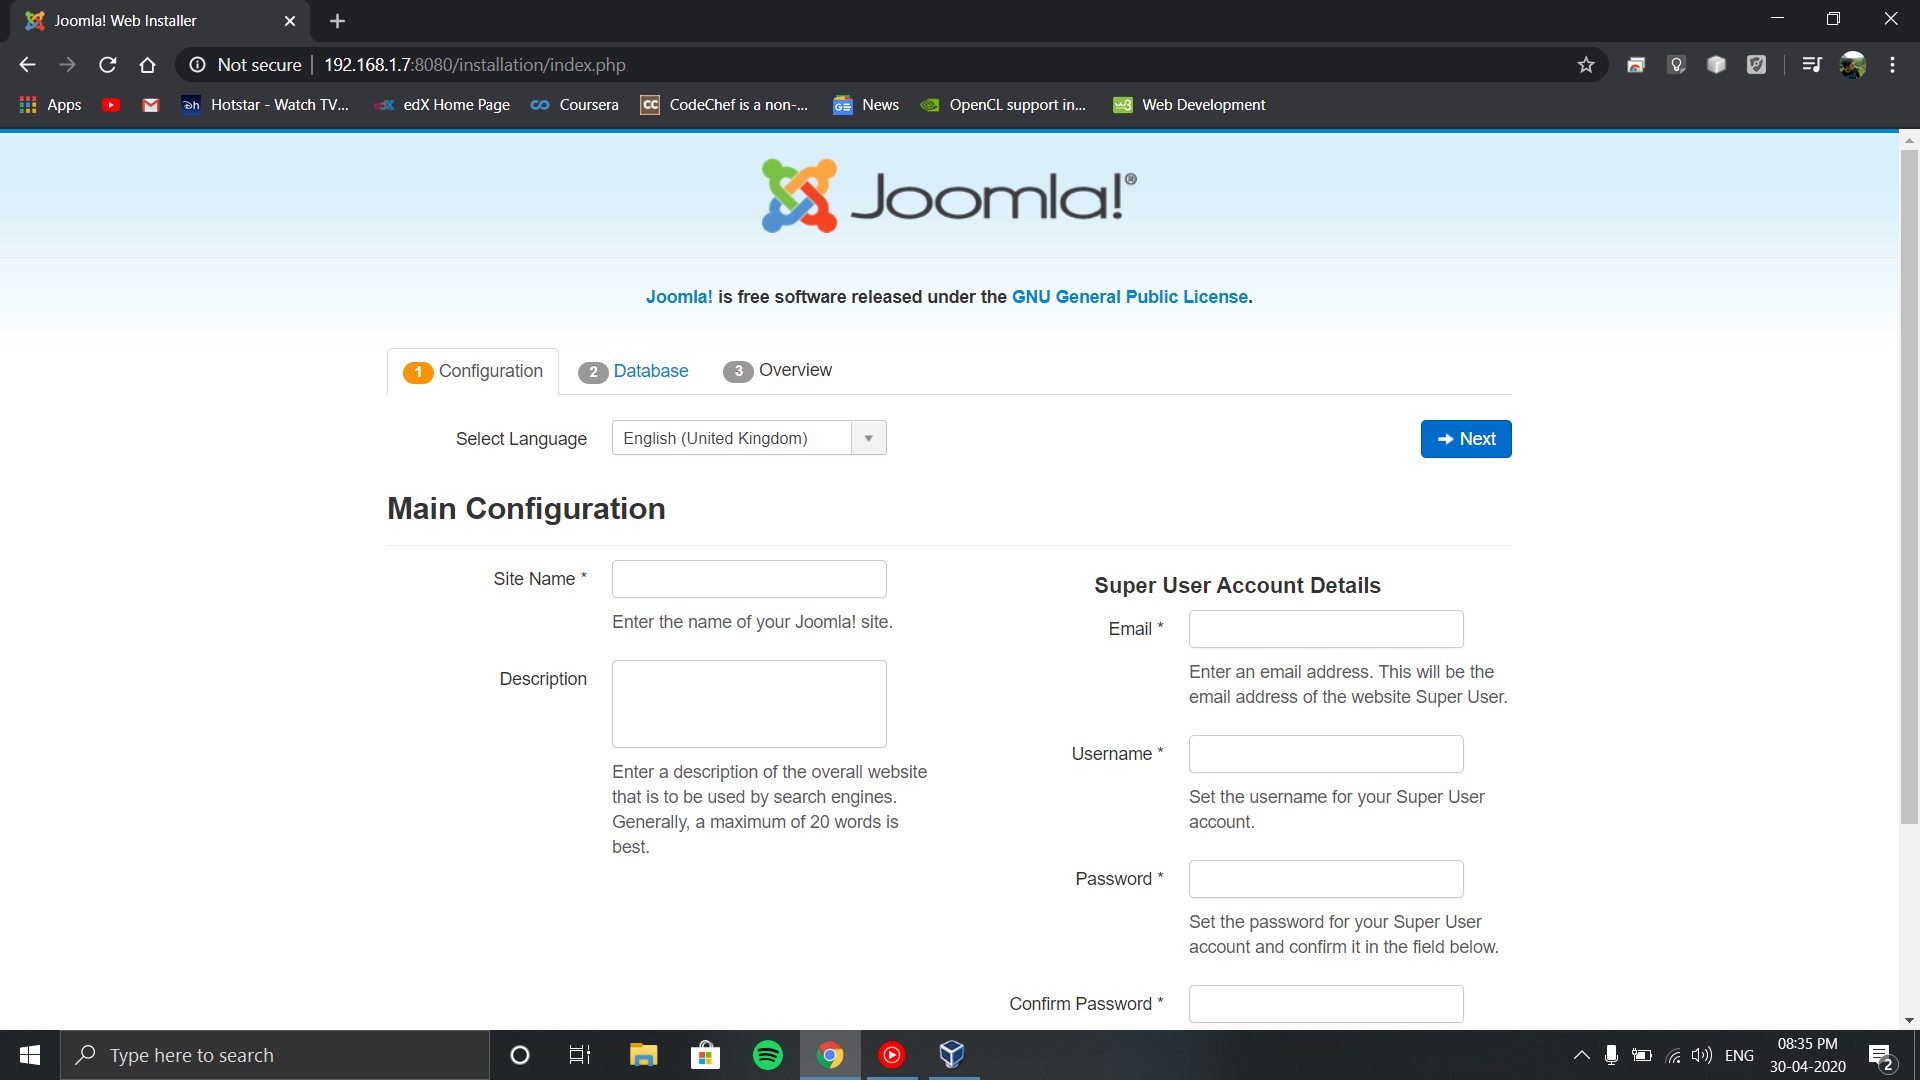 Joomla! Web Installer
Not secure
192.168.1.7:8080/installation/index.php
Apps
Hotstar - Watch TV...
edX Home Page
Coursera
CodeChef is a non-...
News
OpenCL support in...
Web Development
Joomla!®
Joomla! is free software released under the GNU General Public License.
1 Configuration
2 Database
3 Overview
Select Language
English (United Kingdom)
Next
Main Configuration
Site Name *
Enter the name of your Joomla! site.
Description
Enter a description of the overall website
that is to be used by search engines.
Generally, a maximum of 20 words is
best.
Super User Account Details
Email *
Enter an email address. This will be the
email address of the website Super User.
Username *
Set the username for your Super User
account.
Password *
Set the password for your Super User
account and confirm it in the field below.
Confirm Password *
Type here to search
ENG
08:35 PM
30-04-2020
2